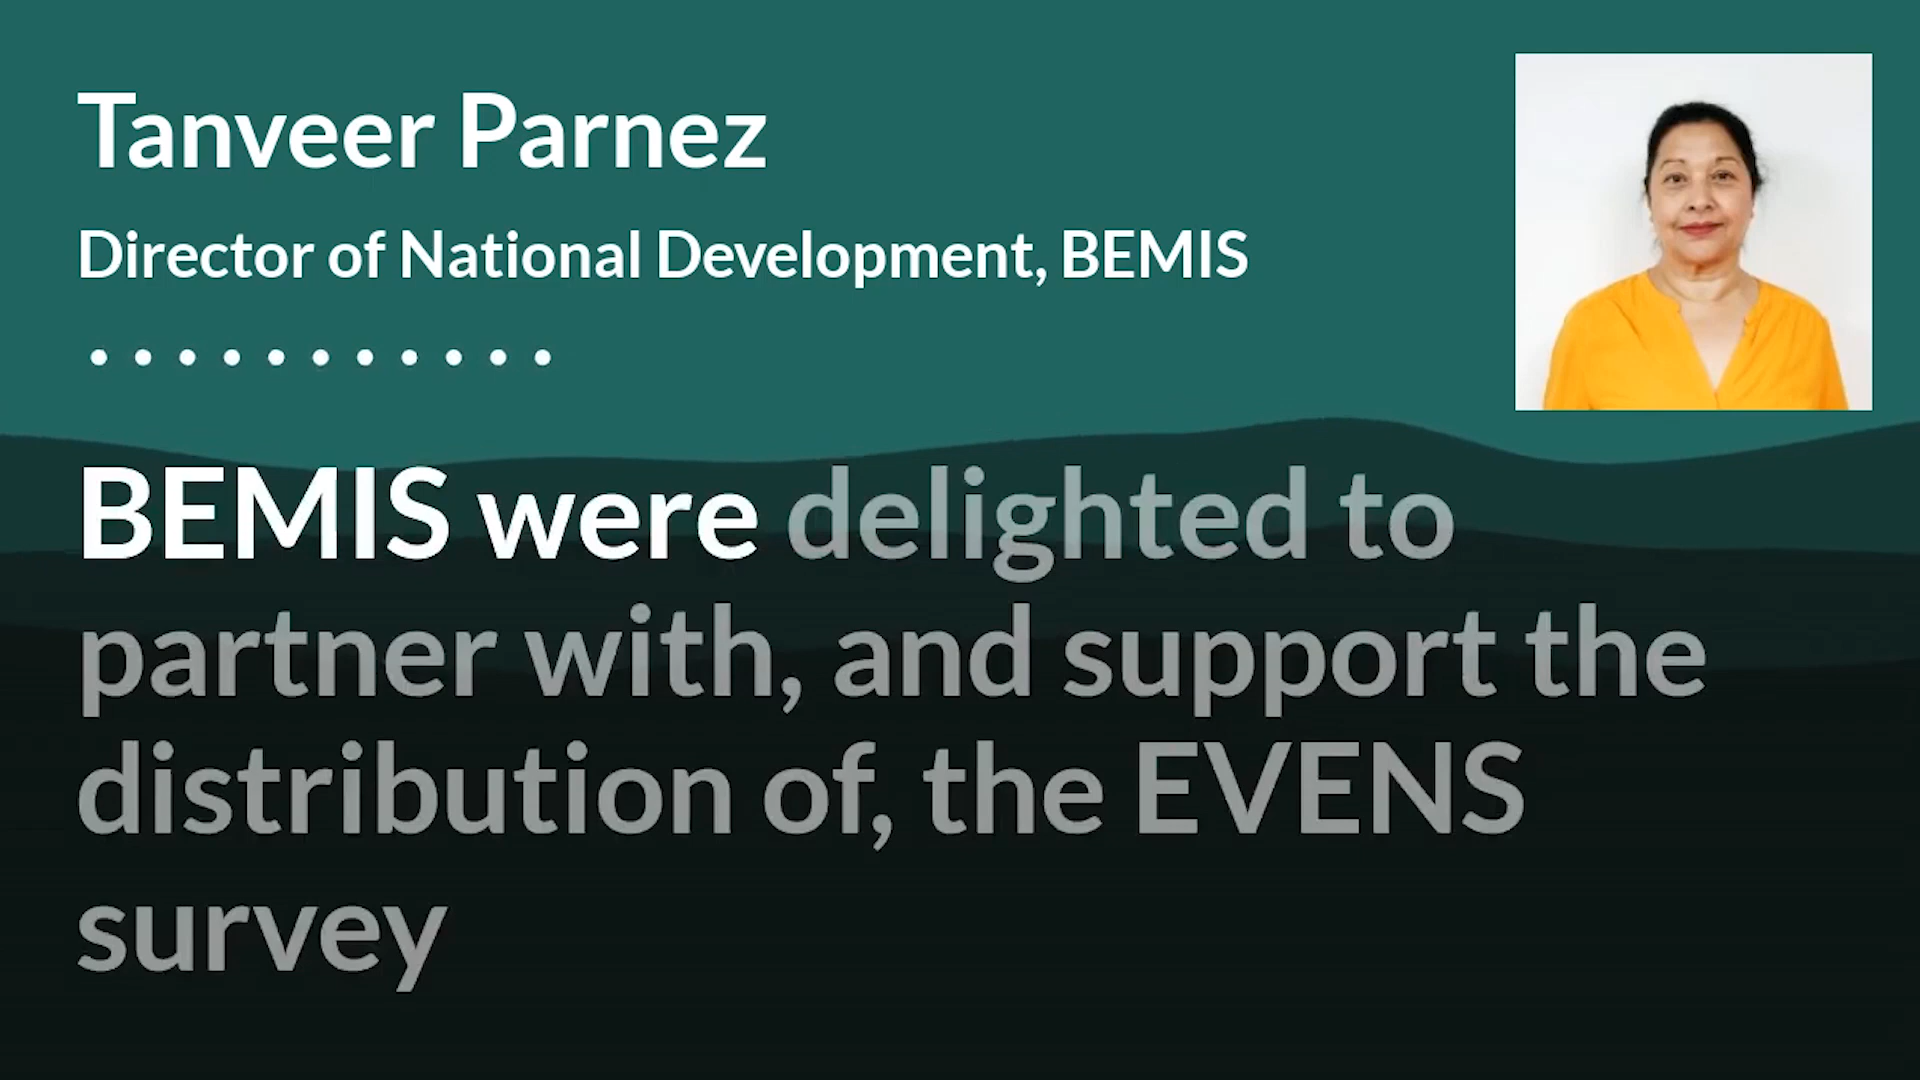 Tanveer Parnez
Director of National Development, BEMIS
BEMIS were delighted to
partner with, and support the
distribution of, the EVENS
survey